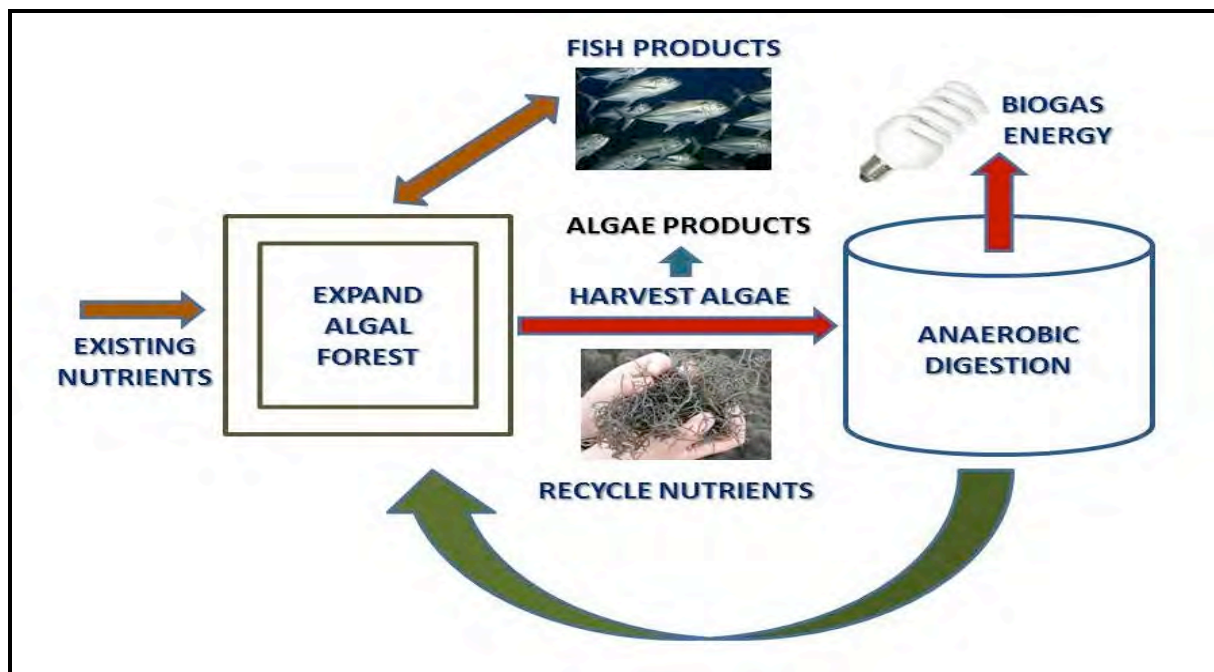 FISH PRODUCTS
BIOGAS
ENERGY
ALGAE PRODUCTS
EXPAND
ALGAL
FOREST
HARVEST ALGAE
EXISTING
NUTRIENTS
ANAEROBIC
DIGESTION
RECYCLE NUTRIENTS